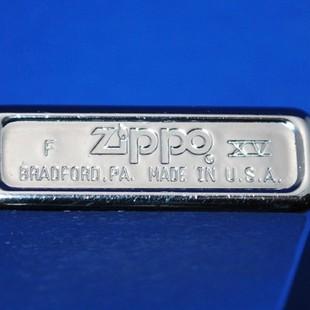 F Zippo XV
BRADFORD, PA. MADE IN U.S.A.